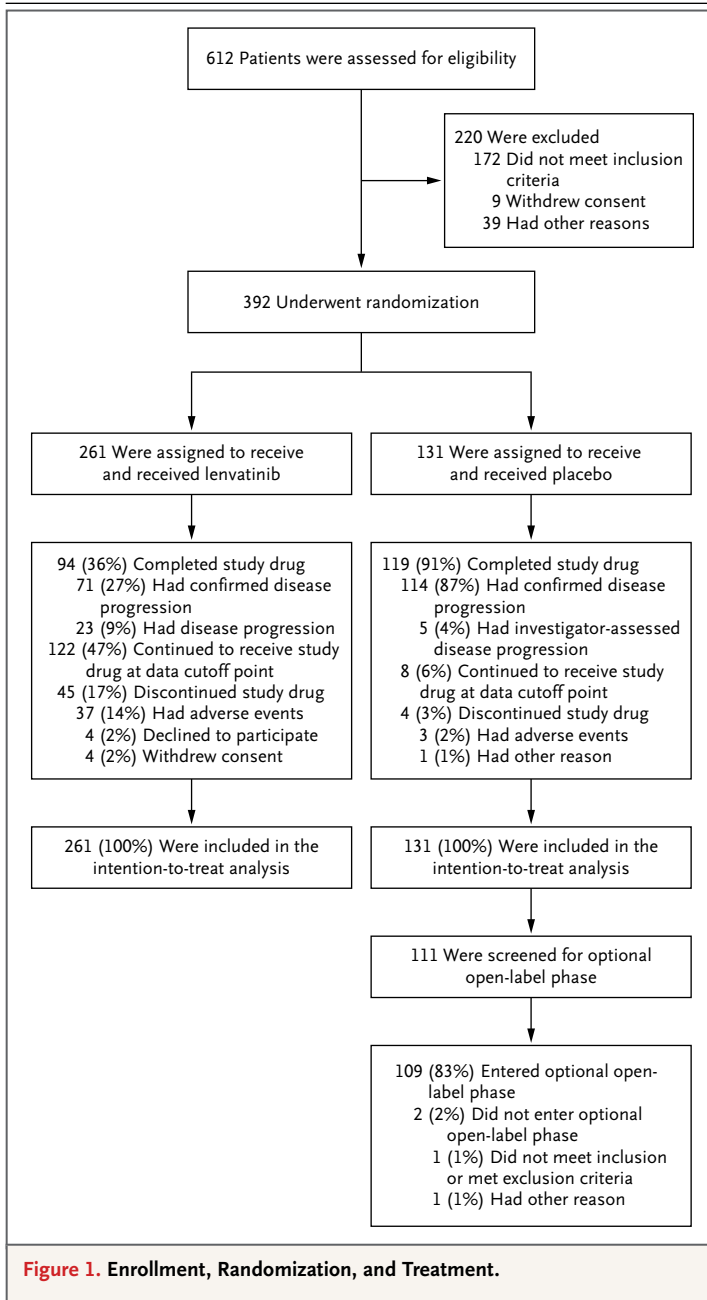 612 Patients were assessed for eligibility
220 Were excluded
172 Did not meet inclusion
criteria
9 Withdrew consent
39 Had other reasons
392 Underwent randomization
261 Were assigned to receive
and received lenvatinib
131 Were assigned to receive
and received placebo
94 (36%) Completed study drug
71 (27%) Had confirmed disease
progression
23 (9%) Had disease progression
122 (47%) Continued to receive study
drug at data cutoff point
45 (17%) Discontinued study drug
37 (14%) Had adverse events
4 (2%) Declined to participate
4 (2%) Withdrew consent
119 (91%) Completed study drug
114 (87%) Had confirmed disease
progression
5 (4%) Had investigator-assessed
disease progression
8 (6%) Continued to receive study
drug at data cutoff point
4 (3%) Discontinued study drug
3 (2%) Had adverse events
1 (1%) Had other reason
261 (100%) Were included in the
intention-to-treat analysis
131 (100%) Were included in the
intention-to-treat analysis
111 Were screened for optional
open-label phase
109 (83%) Entered optional open-
label phase
2 (2%) Did not enter optional
open-label phase
1 (1%) Did not meet inclusion
or met exclusion criteria
1 (1%) Had other reason
Figure 1. Enrollment, Randomization, and Treatment.